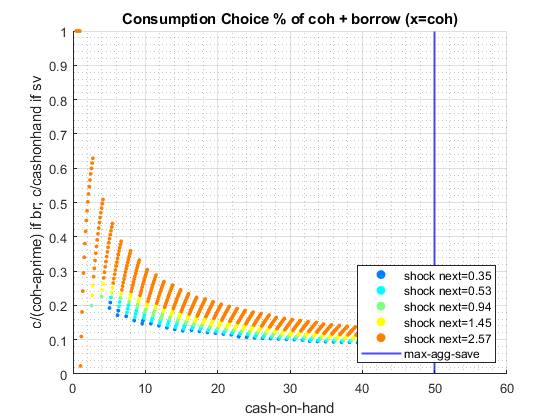 Consumption Choice % of coh + borrow (x=coh)
c/(coh-aprime) if br, c/cashonhand if sv
1
0.9
0.8
0.7
0.6
0.5
0.4
0.3
0.2
0.1
0
0 10 20 30 40 50 60
cash-on-hand
shock next=0.35
shock next=0.53
shock next=0.94
shock next=1.45
shock next=2.57
max-agg-save